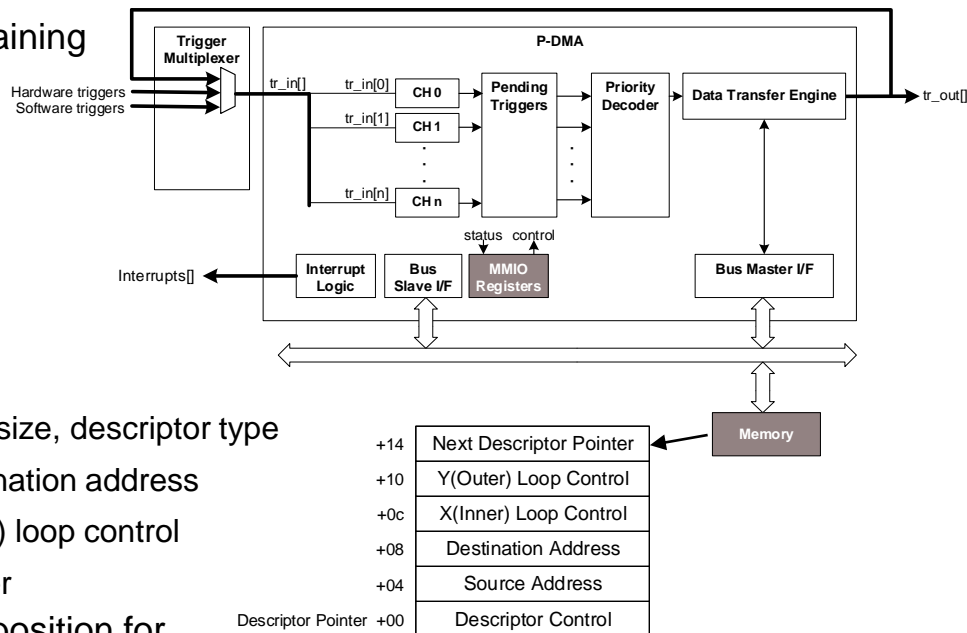 aining
Trigger
Multiplexer
P-DMA
Hardware triggers
Software triggers
tr_in[]
tr_in[0]
CH 0
tr_in[1]
CH 1
tr_in[n]
CH n
Pending
Triggers
Priority
Decoder
Data Transfer Engine
tr_out[]
status control
Interrupts[]
Interrupt
Logic
Bus
Slave I/F
MMIO
Registers
Bus Master I/F
Memory
size, descriptor type
nation address
) loop control
r
position for
+14 Next Descriptor Pointer
+10 Y(Outer) Loop Control
+0c X(Inner) Loop Control
+08 Destination Address
+04 Source Address
Descriptor Pointer +00 Descriptor Control